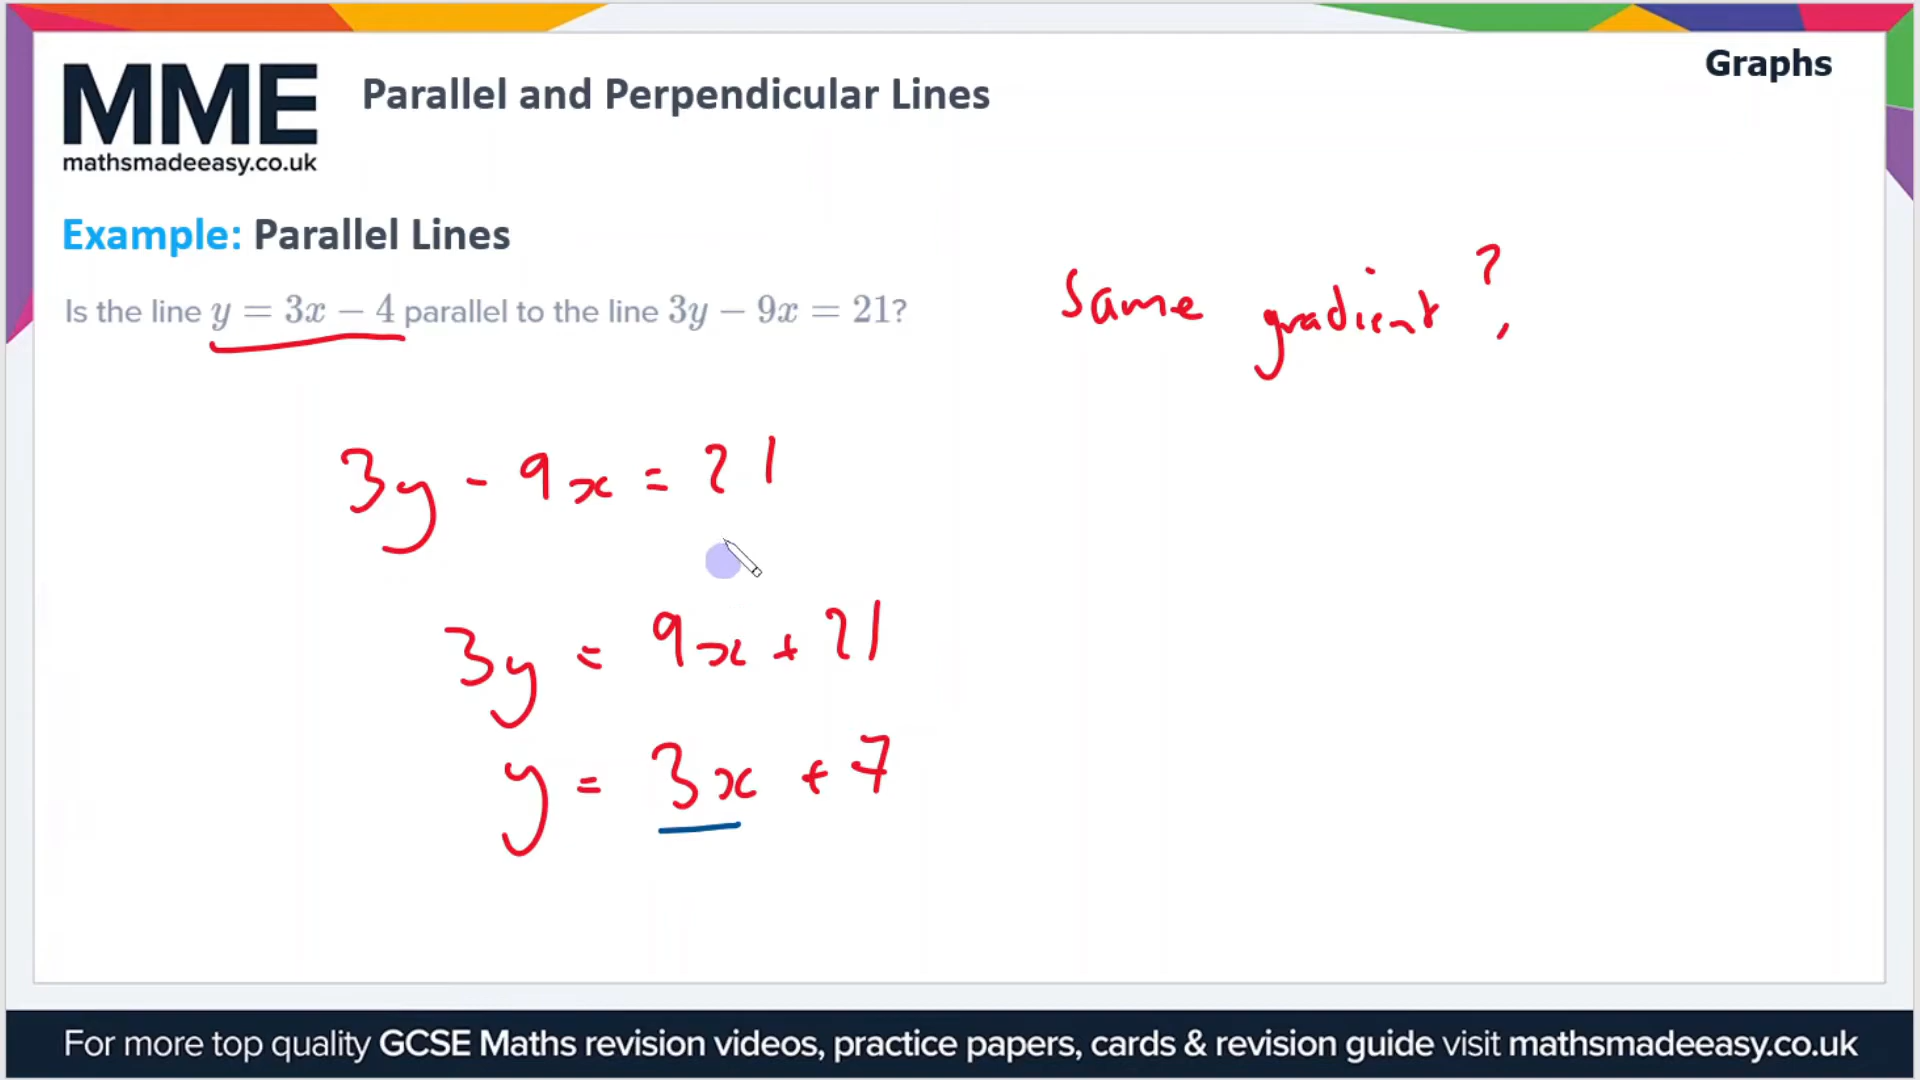 Graphs
MME
mathsmadeeasy.co.uk
Parallel and Perpendicular Lines
Example: Parallel Lines
Is the line y = 3x − 4 parallel to the line 3y − 9x = 21?
Same gradient?
3y - 9x = 21
3y = 9x + 21
y = 3x + 7
For more top quality GCSE Maths revision videos, practice papers, cards & revision guide visit mathsmadeeasy.co.uk